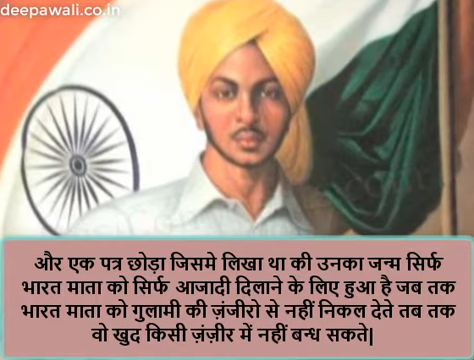 deepawali.co.in
और एक पत्र छोड़ा जिसमे लिखा था की उनका जन्म सिर्फ
भारत माता को सिर्फ आजादी दिलाने के लिए हुआ है जब तक
भारत माता को गुलामी की ज़ंजीरो से नहीं निकल देते तब तक
वो खुद किसी ज़ंज़ीर में नहीं बन्ध सकते|